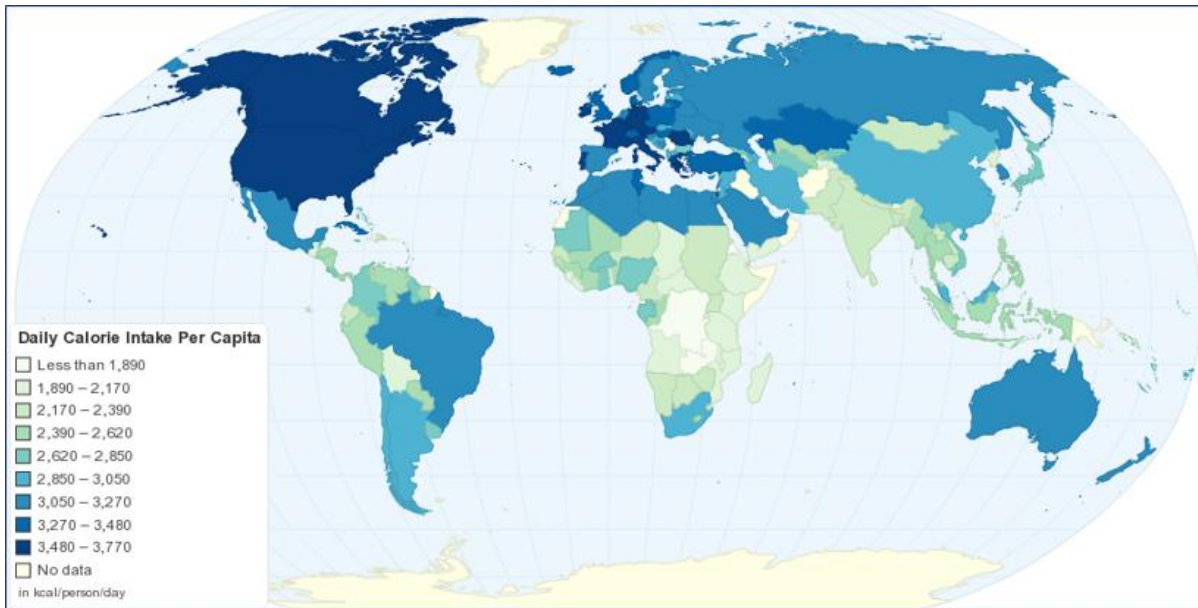 Daily Calorie Intake Per Capita
Less than 1,890
1,890 – 2,170
2,170 – 2,390
2,390 – 2,620
2,620 – 2,850
2,850 – 3,050
3,050 – 3,270
3,270 – 3,480
3,480 – 3,770
No data
in kcal/person/day